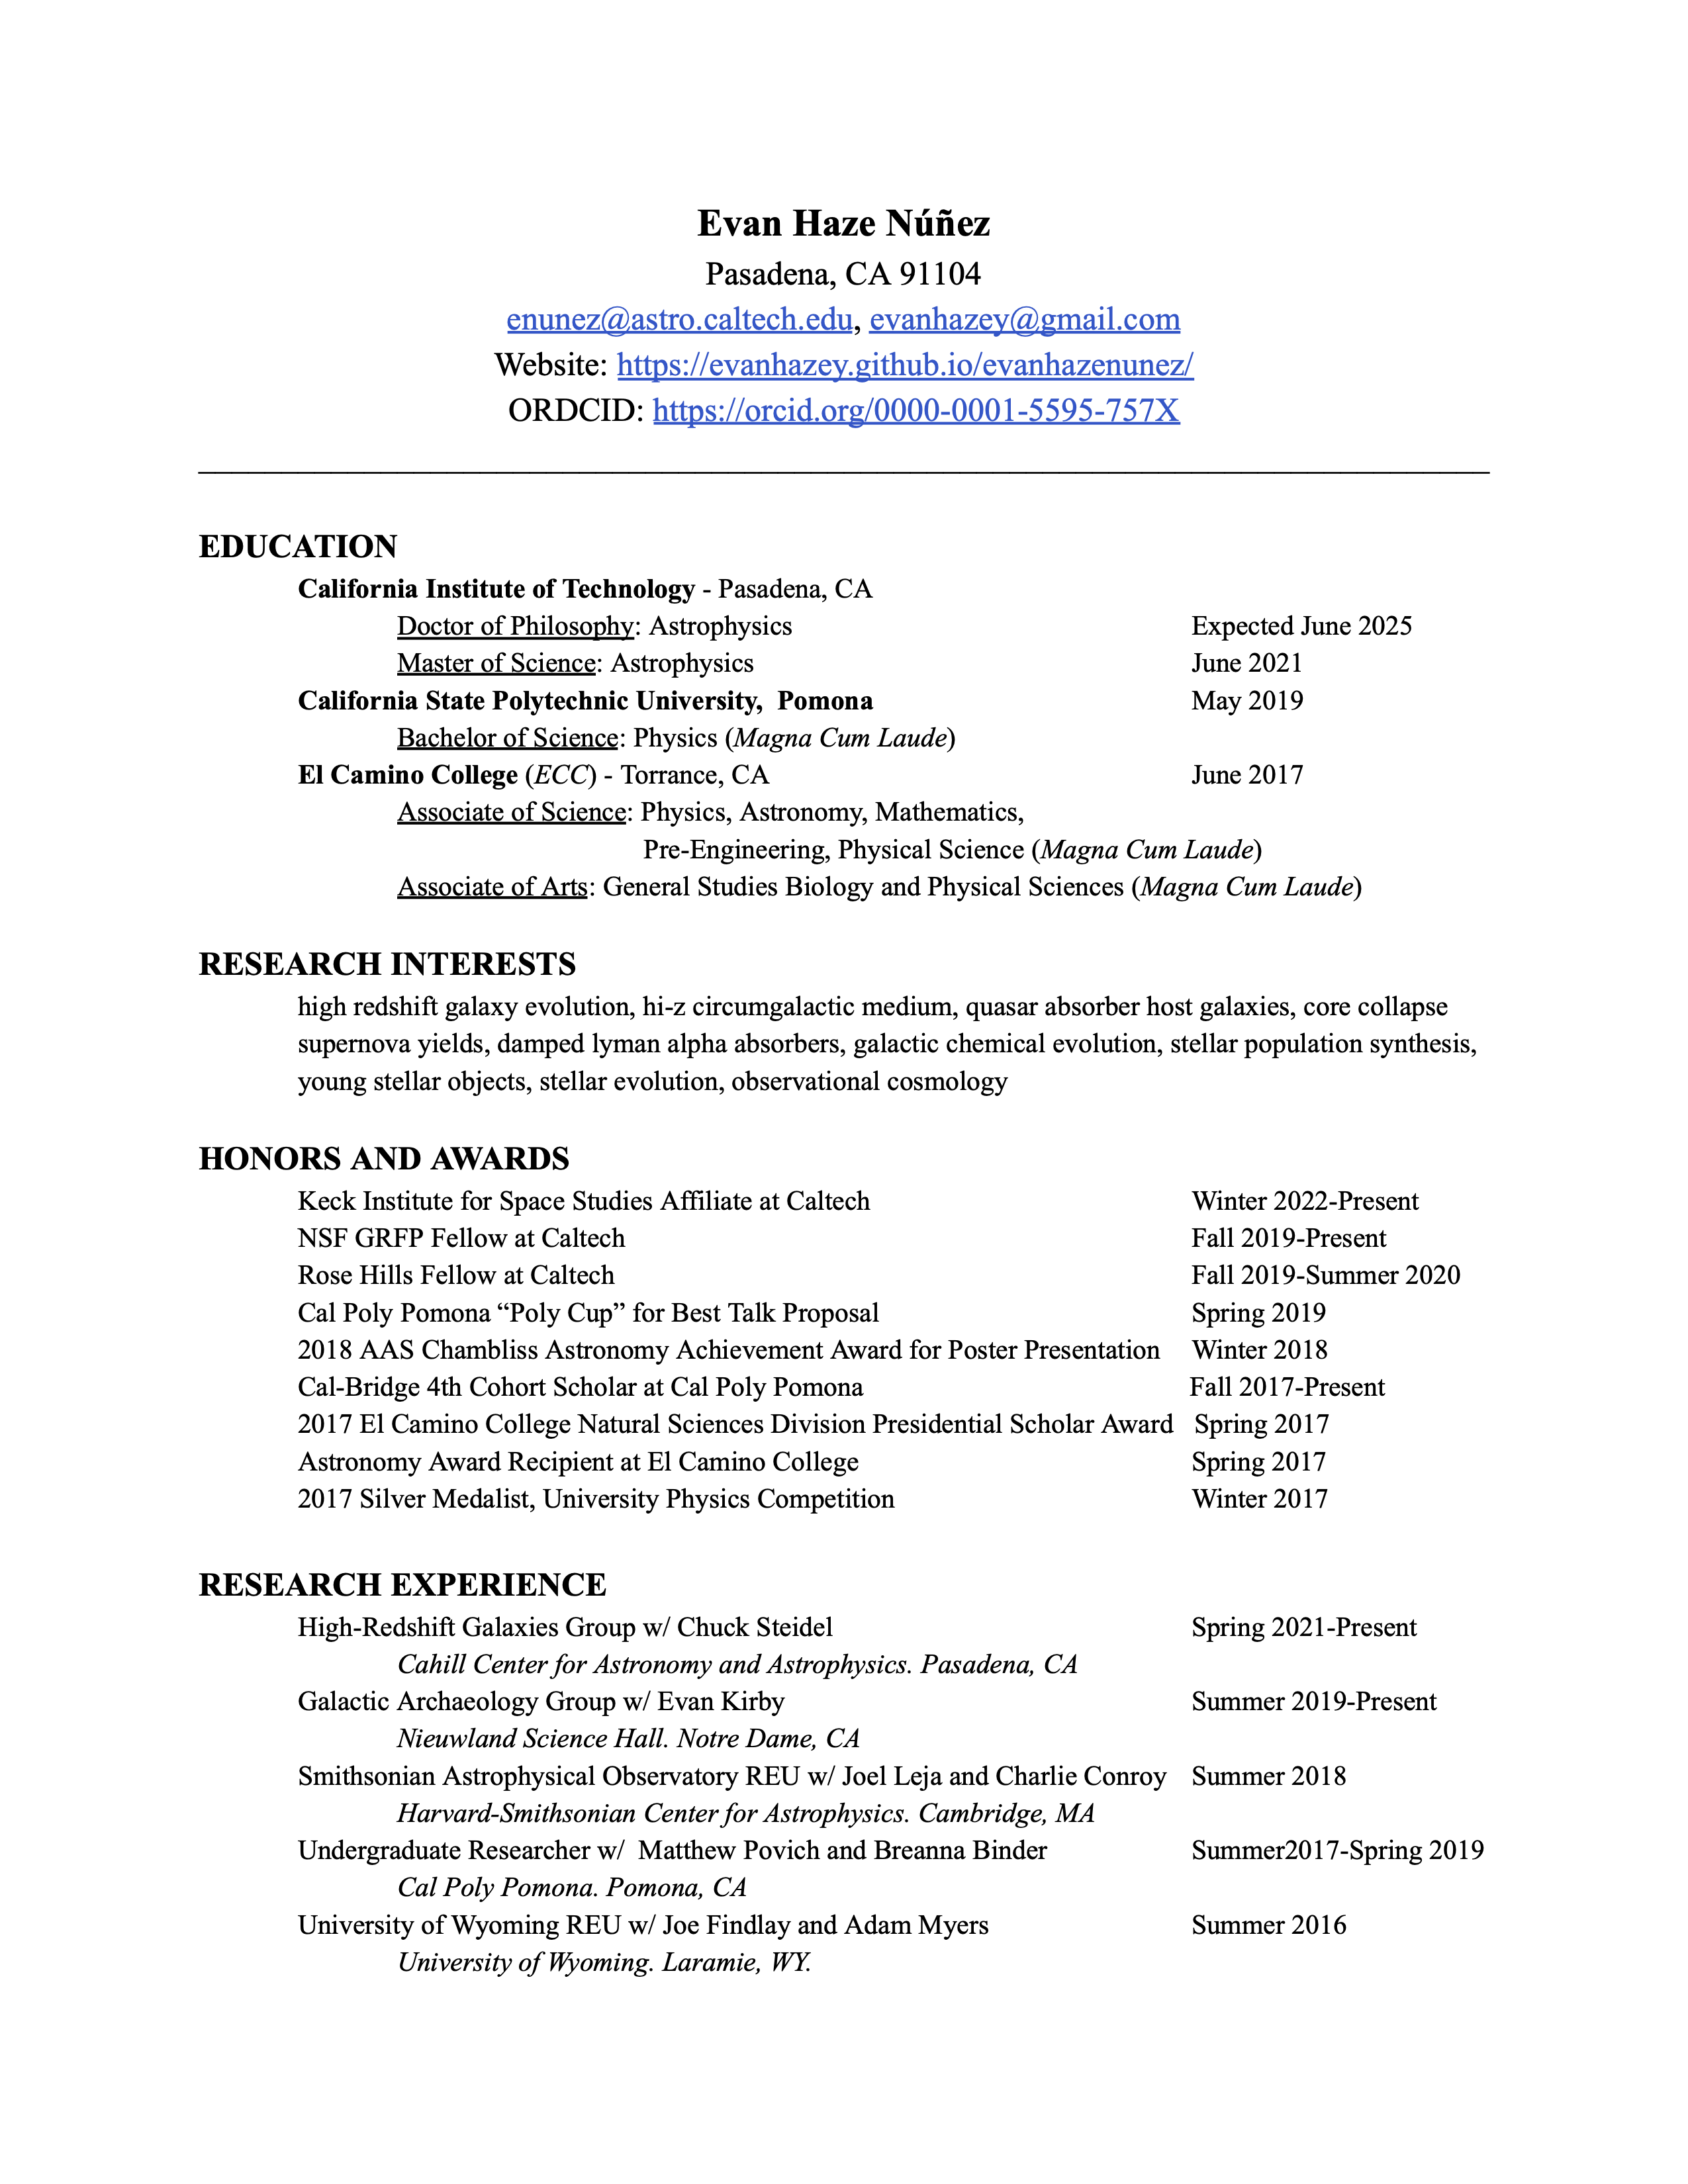 Evan Haze Núñez
Pasadena, CA 91104
enunez@astro.caltech.edu, evanhazey@gmail.com
Website: https://evanhazey.github.io/evanhazenunez/
ORDCID: https://orcid.org/0000-0001-5595-757X
EDUCATION
California Institute of Technology - Pasadena, CA
Doctor of Philosophy: Astrophysics Expected June 2025
Master of Science: Astrophysics June 2021
California State Polytechnic University, Pomona May 2019
Bachelor of Science: Physics (Magna Cum Laude)
El Camino College (ECC) - Torrance, CA June 2017
Associate of Science: Physics, Astronomy, Mathematics,
Pre-Engineering, Physical Science (Magna Cum Laude)
Associate of Arts: General Studies Biology and Physical Sciences (Magna Cum Laude)
RESEARCH INTERESTS
high redshift galaxy evolution, hi-z circumgalactic medium, quasar absorber host galaxies, core collapse
supernova yields, damped lyman alpha absorbers, galactic chemical evolution, stellar population synthesis,
young stellar objects, stellar evolution, observational cosmology
HONORS AND AWARDS
Keck Institute for Space Studies Affiliate at Caltech Winter 2022-Present
NSF GRFP Fellow at Caltech Fall 2019-Present
Rose Hills Fellow at Caltech Fall 2019-Summer 2020
Cal Poly Pomona “Poly Cup” for Best Talk Proposal Spring 2019
2018 AAS Chambliss Astronomy Achievement Award for Poster Presentation Winter 2018
Cal-Bridge 4th Cohort Scholar at Cal Poly Pomona Fall 2017-Present
2017 El Camino College Natural Sciences Division Presidential Scholar Award Spring 2017
Astronomy Award Recipient at El Camino College Spring 2017
2017 Silver Medalist, University Physics Competition Winter 2017
RESEARCH EXPERIENCE
High-Redshift Galaxies Group w/ Chuck Steidel Spring 2021-Present
Cahill Center for Astronomy and Astrophysics. Pasadena, CA
Galactic Archaeology Group w/ Evan Kirby Summer 2019-Present
Nieuwland Science Hall. Notre Dame, CA
Smithsonian Astrophysical Observatory REU w/ Joel Leja and Charlie Conroy Summer 2018
Harvard-Smithsonian Center for Astrophysics. Cambridge, MA
Undergraduate Researcher w/ Matthew Povich and Breanna Binder Summer2017-Spring 2019
Cal Poly Pomona. Pomona, CA
University of Wyoming REU w/ Joe Findlay and Adam Myers Summer 2016
University of Wyoming. Laramie, WY.